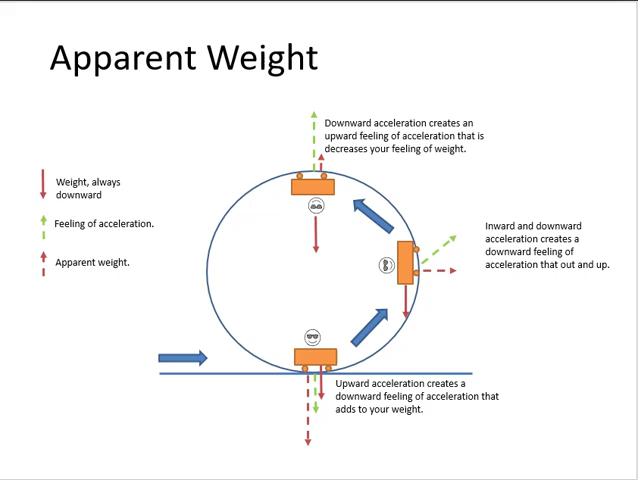 Apparent Weight
Downward acceleration creates an
upward feeling of acceleration that is
decreases your feeling of weight.
Weight, always
downward
Feeling of acceleration.
Apparent weight.
Inward and downward
acceleration creates a
downward feeling of
acceleration that out and up.
Upward acceleration creates a
downward feeling of acceleration that
adds to your weight.